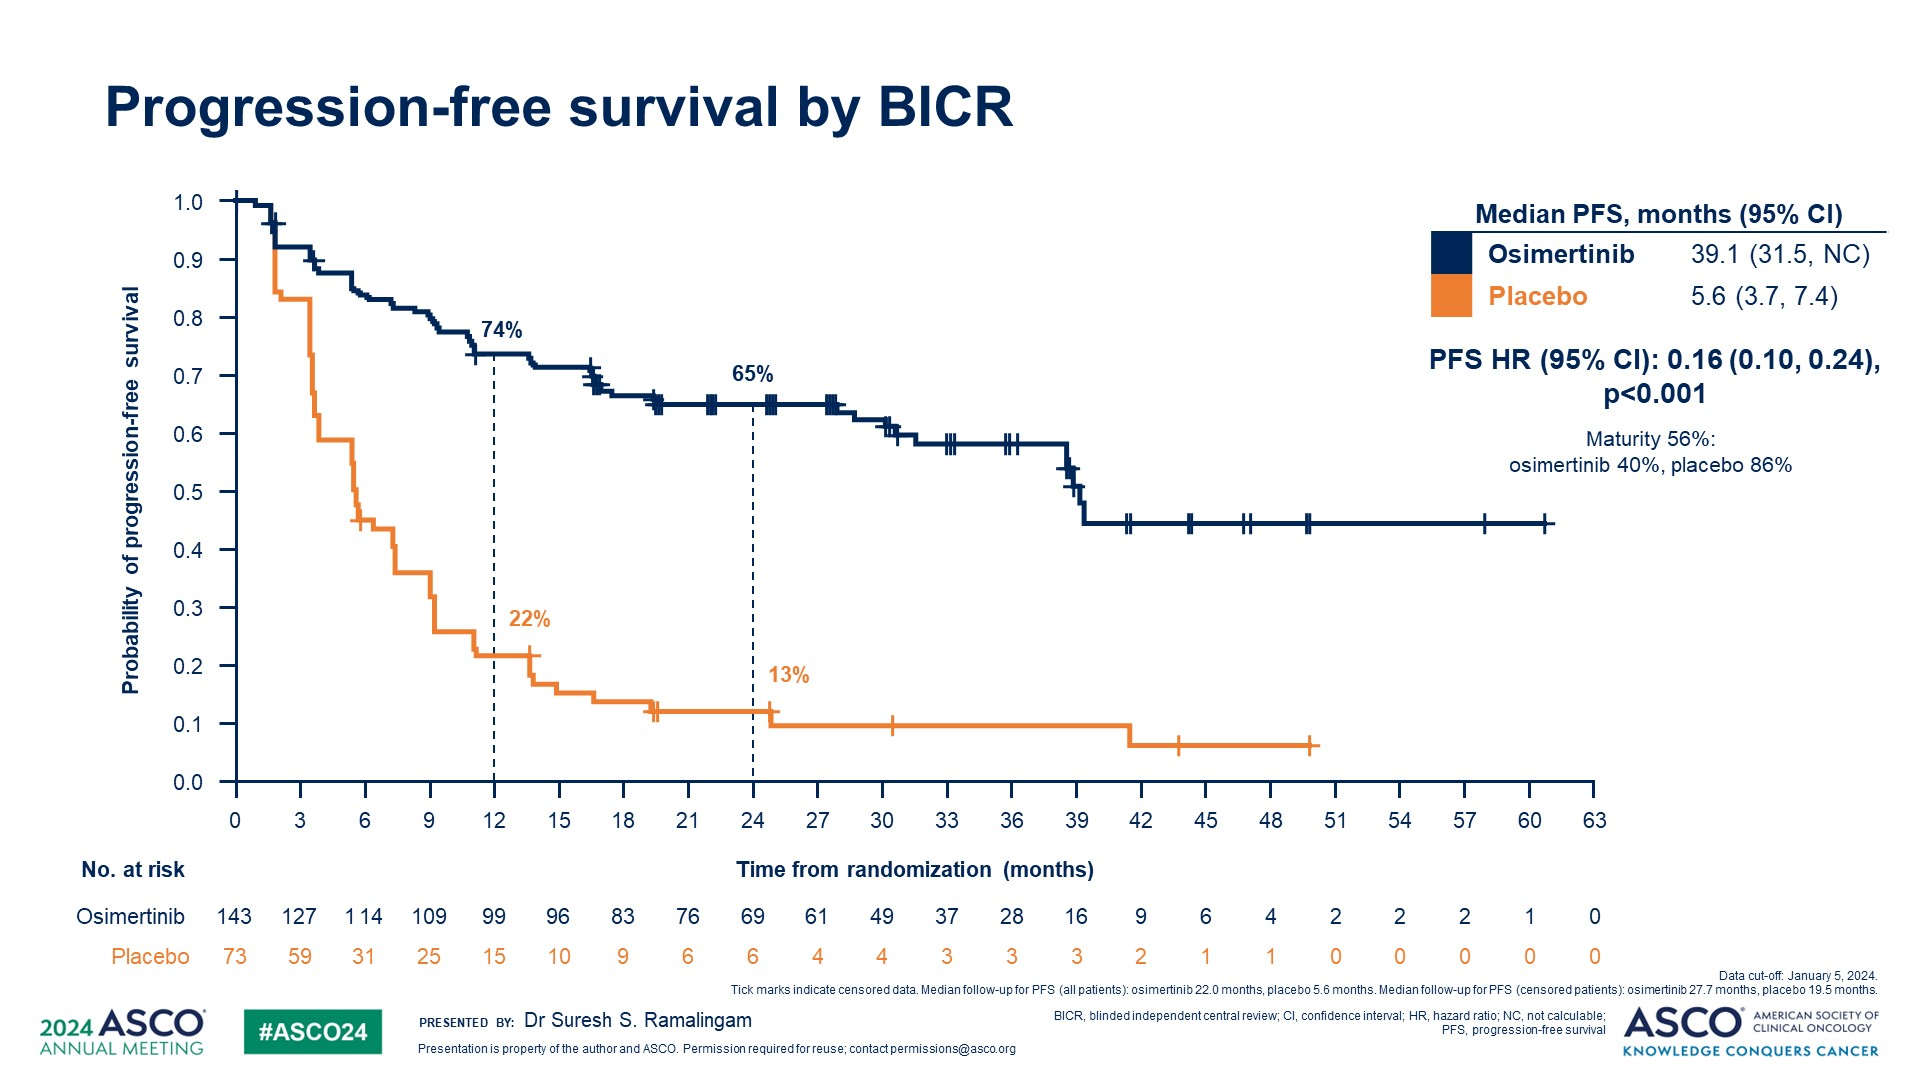 Progression-free survival by BICR
Probability of progression-free survival
1.0
0.9
0.8
0.7
0.6
0.5
0.4
0.3
0.2
0.1
0.0
74%
65%
22%
13%
Median PFS, months (95% CI)
Osimertinib 39.1 (31.5, NC)
Placebo 5.6 (3.7, 7.4)
PFS HR (95% CI): 0.16 (0.10, 0.24),
p<0.001
Maturity 56%:
osimertinib 40%, placebo 86%
0 3 6 9 12 15 18 21 24 27 30 33 36 39 42 45 48 51 54 57 60 63
No. at risk
Time from randomization (months)
Osimertinib 143 127 114 109 99 96 83 76 69 61 49 37 28 16 9 6 4 2 2 2 1 0
Placebo 73 59 31 25 15 10 9 6 6 4 4 3 3 3 2 1 1 0 0 0 0 0
Data cut-off: January 5, 2024.
Tick marks indicate censored data. Median follow-up for PFS (all patients): osimertinib 22.0 months, placebo 5.6 months. Median follow-up for PFS (censored patients): osimertinib 27.7 months, placebo 19.5 months.
2024 ASCO
ANNUAL MEETING
#ASCO24
PRESENTED BY: Dr Suresh S. Ramalingam
Presentation is property of the author and ASCO. Permission required for reuse; contact permissions@asco.org
BICR, blinded independent central review; CI, confidence interval; HR, hazard ratio; NC, not calculable;
PFS, progression-free survival
ASCO AMERICAN SOCIETY OF
CLINICAL ONCOLOGY
KNOWLEDGE CONQUERS CANCER